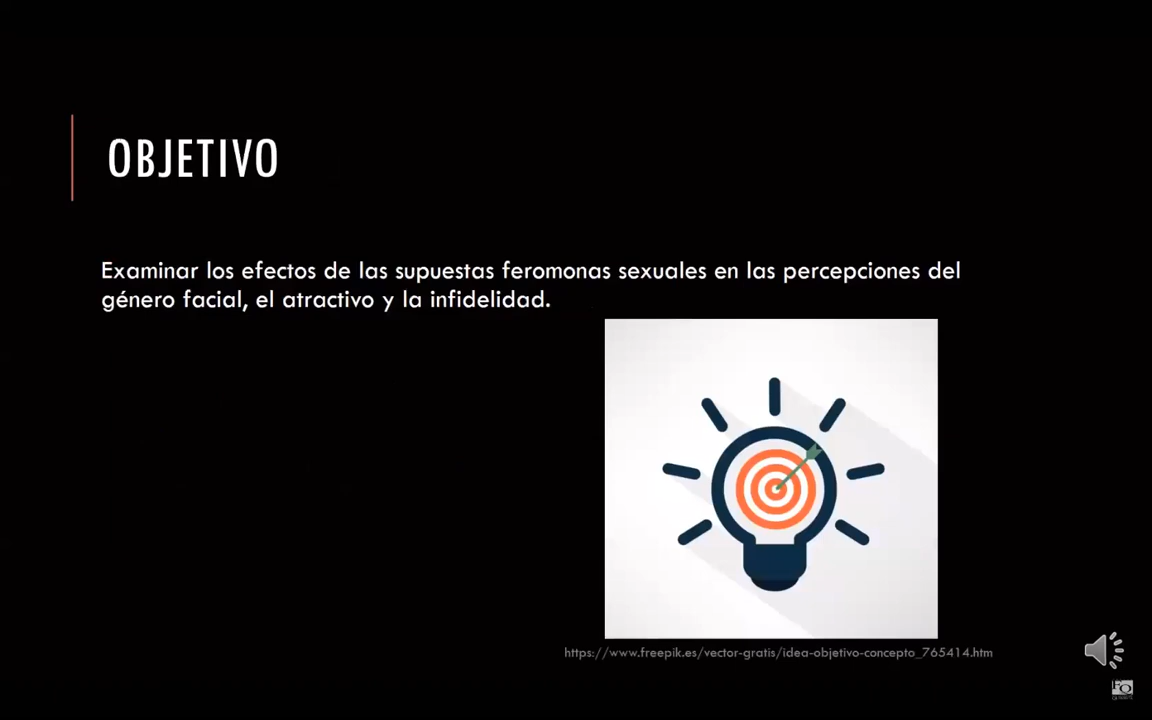 OBJETIVO
Examinar los efectos de las supuestas feromonas sexuales en las percepciones del
género facial, el atractivo y la infidelidad.
https://www.freepik.es/vector-gratis/idea-objetivo-concepto_765414.htm